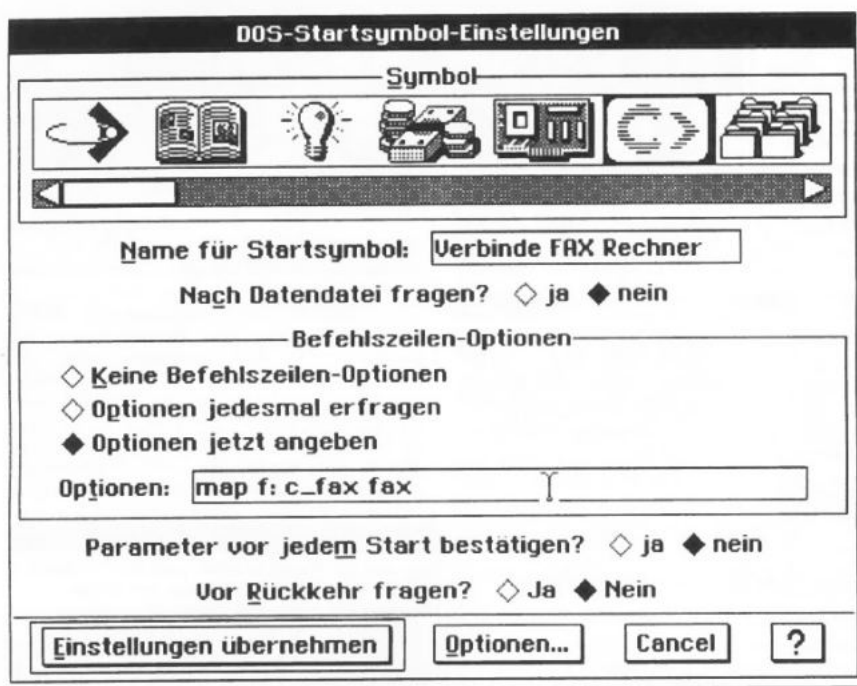 DOS-Startsymbol-Einstellungen
Symbol
Name für Startsymbol: Verbinde FAX Rechner
Nach Datendatei fragen? ja nein
Befehlszeilen-Optionen
Keine Befehlszeilen-Optionen
Optionen jedesmal erfragen
Optionen jetzt angeben
Optionen: map f: c_fax fax
Parameter vor jedem Start bestätigen? ja nein
Vor Rückkehr fragen? Ja Nein
Einstellungen übernehmen Optionen... Cancel ?